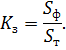 Kз = Sф / Sт.